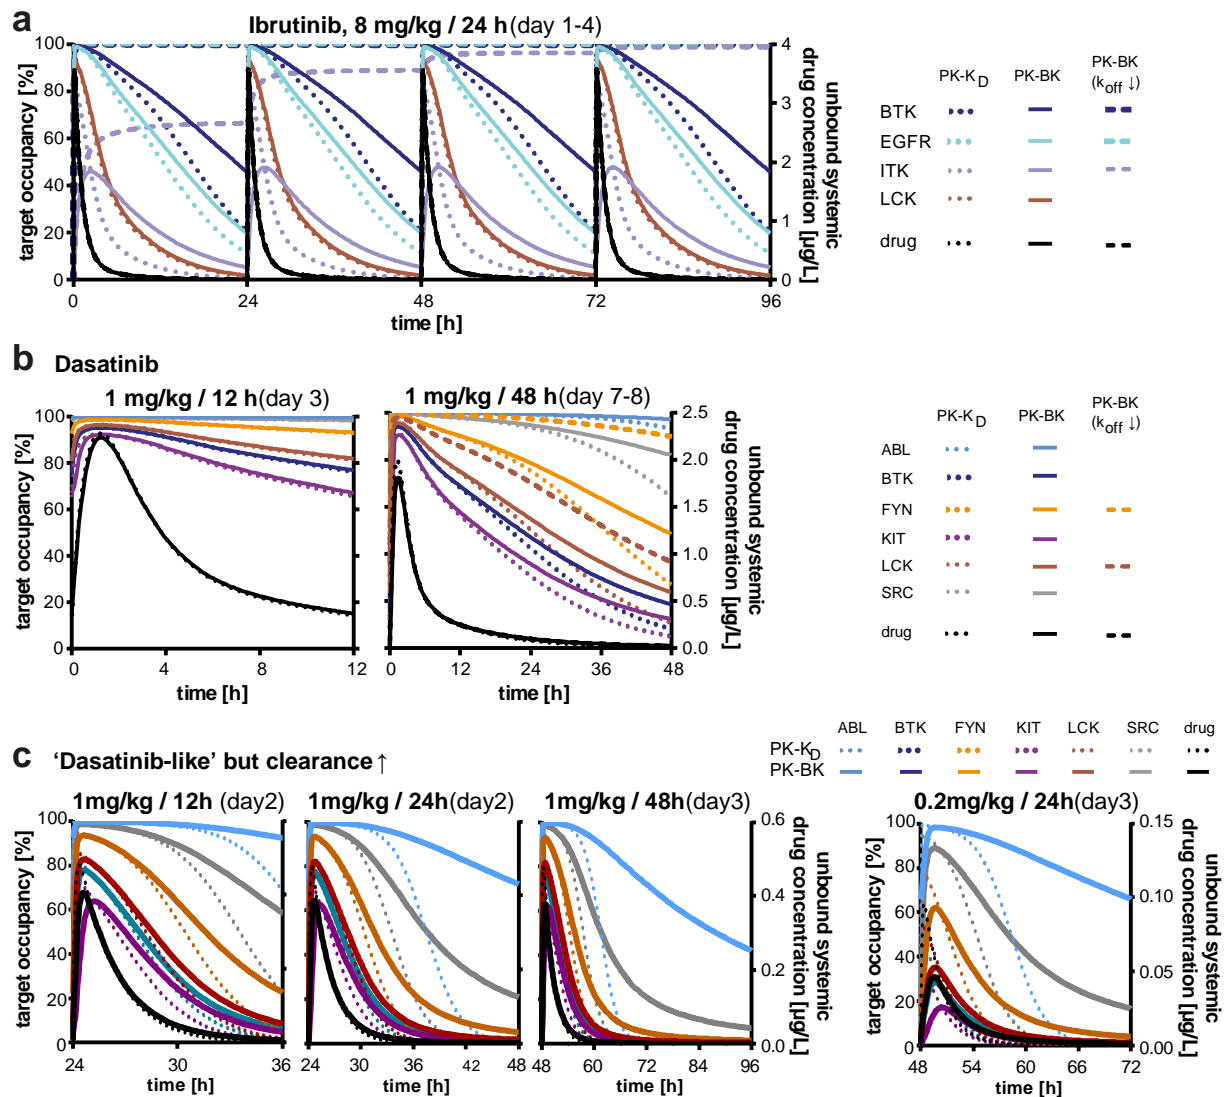 a
Ibrutinib, 8 mg/kg / 24 h (day 1-4)
target occupancy [%]
100
80
60
40
20
0
0
24
48
72
96
time [h]
4
3
2
1
0
unbound systemic
drug concentration [µg/L]
PK-K D
PK-BK
PK-BK
(k off ↓)
BTK
EGFR
ITK
LCK
drug
b
Dasatinib
1 mg/kg / 12 h (day 3)
target occupancy [%]
100
80
60
40
20
0
0
4
8
12
time [h]
1 mg/kg / 48 h (day 7-8)
0
12
24
36
48
time [h]
2.5
2.0
1.5
1.0
0.5
0.0
unbound systemic
drug concentration [µg/L]
PK-K D
PK-BK
PK-BK
(k off ↓)
ABL
BTK
FYN
KIT
LCK
SRC
drug
c
'Dasatinib-like' but clearance ↑
ABL BTK FYN KIT LCK SRC drug
PK-K D
PK-BK
1mg/kg / 12h (day2)
target occupancy [%]
100
80
60
40
20
0
24
30
36
time [h]
1mg/kg / 24h (day2)
24
30
36
42
48
time [h]
1mg/kg / 48h (day3)
48
60
72
84
96
time [h]
0.6
0.4
0.2
0.0
unbound systemic
drug concentration [µg/L]
0.2mg/kg / 24h (day3)
target occupancy [%]
100
80
60
40
20
0
48
54
60
66
72
time [h]
0.15
0.10
0.05
0.00
unbound systemic
drug concentration [µg/L]